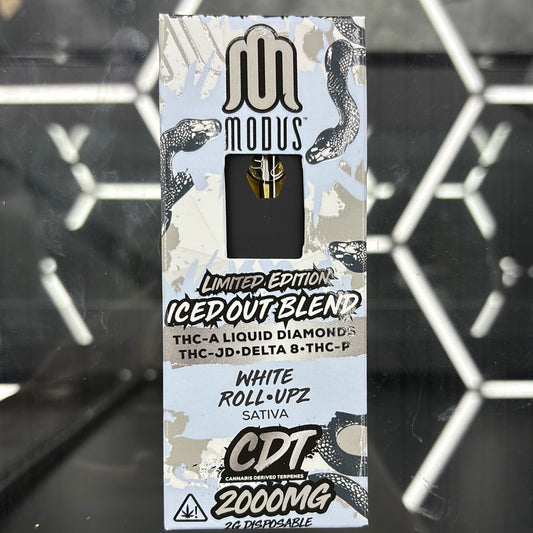 MODUS™
LIMITED EDITION
ICED OUT BLEND
THC-A LIQUID DIAMONDS
THC-JD•DELTA 8•THC-P
WHITE
ROLL•UPZ
SATIVA
CDT
CANNABIS DERIVED TERPENES
!
2000MG
2G DISPOSABLE